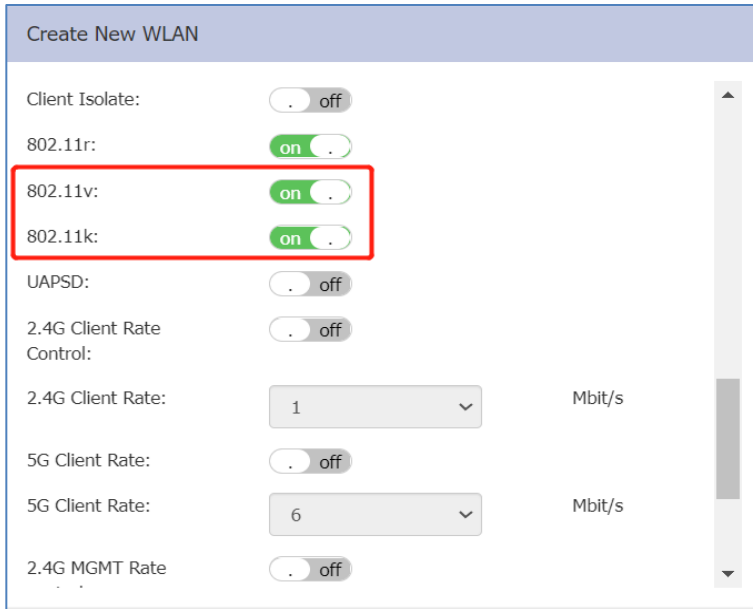 Create New WLAN
Client Isolate: . off
802.11r: on .
802.11v: on .
802.11k: on .
UAPSD: . off
2.4G Client Rate . off
Control:
2.4G Client Rate: 1 Mbit/s
5G Client Rate: . off
5G Client Rate: 6 Mbit/s
2.4G MGMT Rate . off